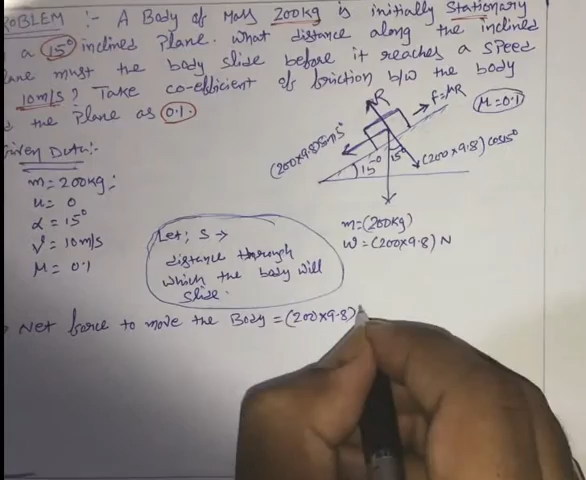 ROBLEM :- A Body of Mass 200kg is initially Stationary
a 15° inclined Plane. What distance along the inclined
lane must the body slide before it reaches a speed
10m/s? Take co-efficient of friction b/w the body
d the Plane as 0.1.
Given Data:-
m = 200kg;
u = 0
α = 15°
V = 10m/s
μ = 0.1
R
F=μR
μ=0.1
(200×9.8)Sin15°
15°
15°
(200×9.8)cos15°
m=(200kg)
W=(200×9.8) N
Let; S →
distance through
which the body will
slide.
Net force to move the Body = (200×9.8)